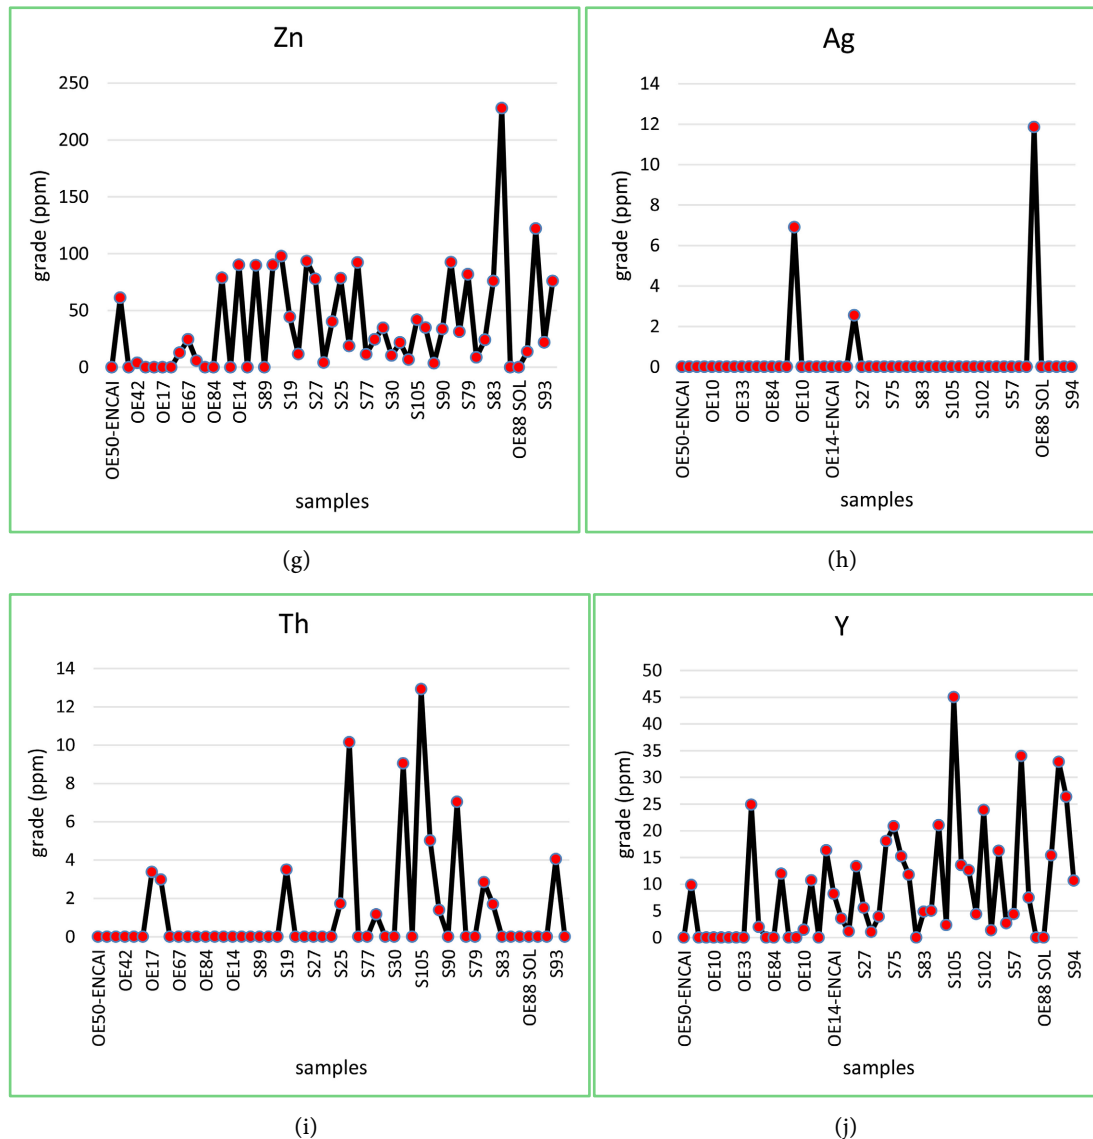 Zn
250
200
150
100
50
0
grade (ppm)
OE50-ENCAI
OE42
OE17
OE67
OE84
OE14
S89
S19
S27
S25
S77
S30
S105
S90
S79
S83
OE88 SOL
S93
samples
(g)
Ag
14
12
10
8
6
4
2
0
grade (ppm)
OE50-ENCAI
OE10
OE33
OE84
OE10
OE14-ENCAI
S27
S75
S83
S105
S102
S57
OE88 SOL
S94
samples
(h)
Th
14
12
10
8
6
4
2
0
grade (ppm)
OE50-ENCAI
OE42
OE17
OE67
OE84
OE14
S89
S19
S27
S25
S77
S30
S105
S90
S79
S83
OE88 SOL
S93
samples
(i)
Y
50
45
40
35
30
25
20
15
10
5
0
grade (ppm)
OE50-ENCAI
OE10
OE33
OE84
OE10
OE14-ENCAI
S27
S75
S83
S105
S102
S57
OE88 SOL
S94
samples
(j)